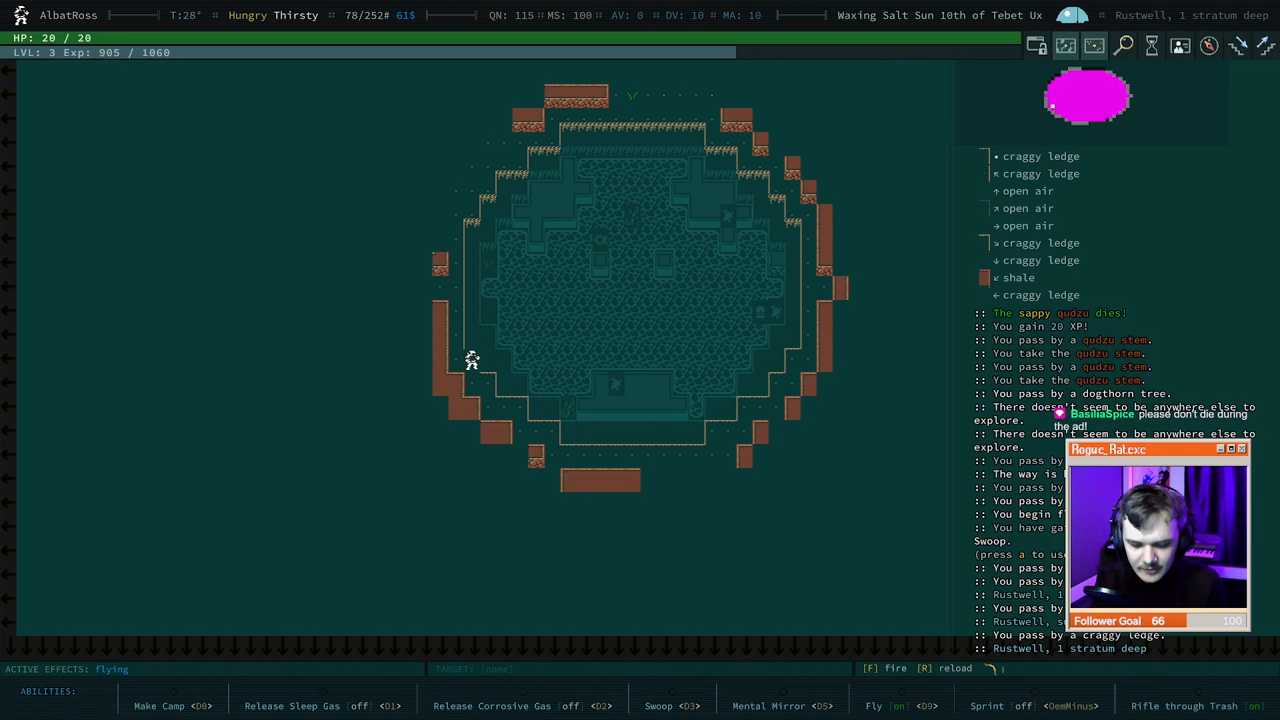 AlbatRoss T:28° :: Hungry Thirsty :: 78/252# 61$ QN: 115 :: MS: 100 :: AV: 0 :: DV: 10 :: MA: 10 Waxing Salt Sun 10th of Tebet Ux :: Rustwell, 1 stratum deep
HP: 20 / 20
LVL: 3 Exp: 905 / 1060
craggy ledge
craggy ledge
open air
open air
open air
craggy ledge
craggy ledge
shale
craggy ledge
:: The sappy qudzu dies!
:: You gain 20 XP!
:: You pass by a qudzu stem.
:: You take the qudzu stem.
:: You pass by a qudzu stem.
:: You take the qudzu stem.
:: You pass by a dogthorn tree.
:: There doesn't seem to be anywhere else to
explore.
BasiliaSpice please don't die during
the ad!
:: There doesn't seem to be anywhere else to
explore.
:: You pass by
:: The way is
:: You pass by
:: You pass by
:: You begin f
:: You have ga
Swoop.
(press a to us
:: You pass by
:: You pass by
:: Rustwell, 1
:: You pass by
:: Rustwell, s
:: You pass by a craggy ledge.
:: Rustwell, 1 stratum deep
Rogue_Rat.exe
Follower Goal 66 100
ACTIVE EFFECTS: flying
TARGET: [none]
[F] fire [R] reload
ABILITIES:
Make Camp <D0>
Release Sleep Gas [off] <D1>
Release Corrosive Gas [off] <D2>
Swoop <D3>
Mental Mirror <D5>
Fly [on] <D9>
Sprint [off] <OemMinus>
Rifle through Trash [on]